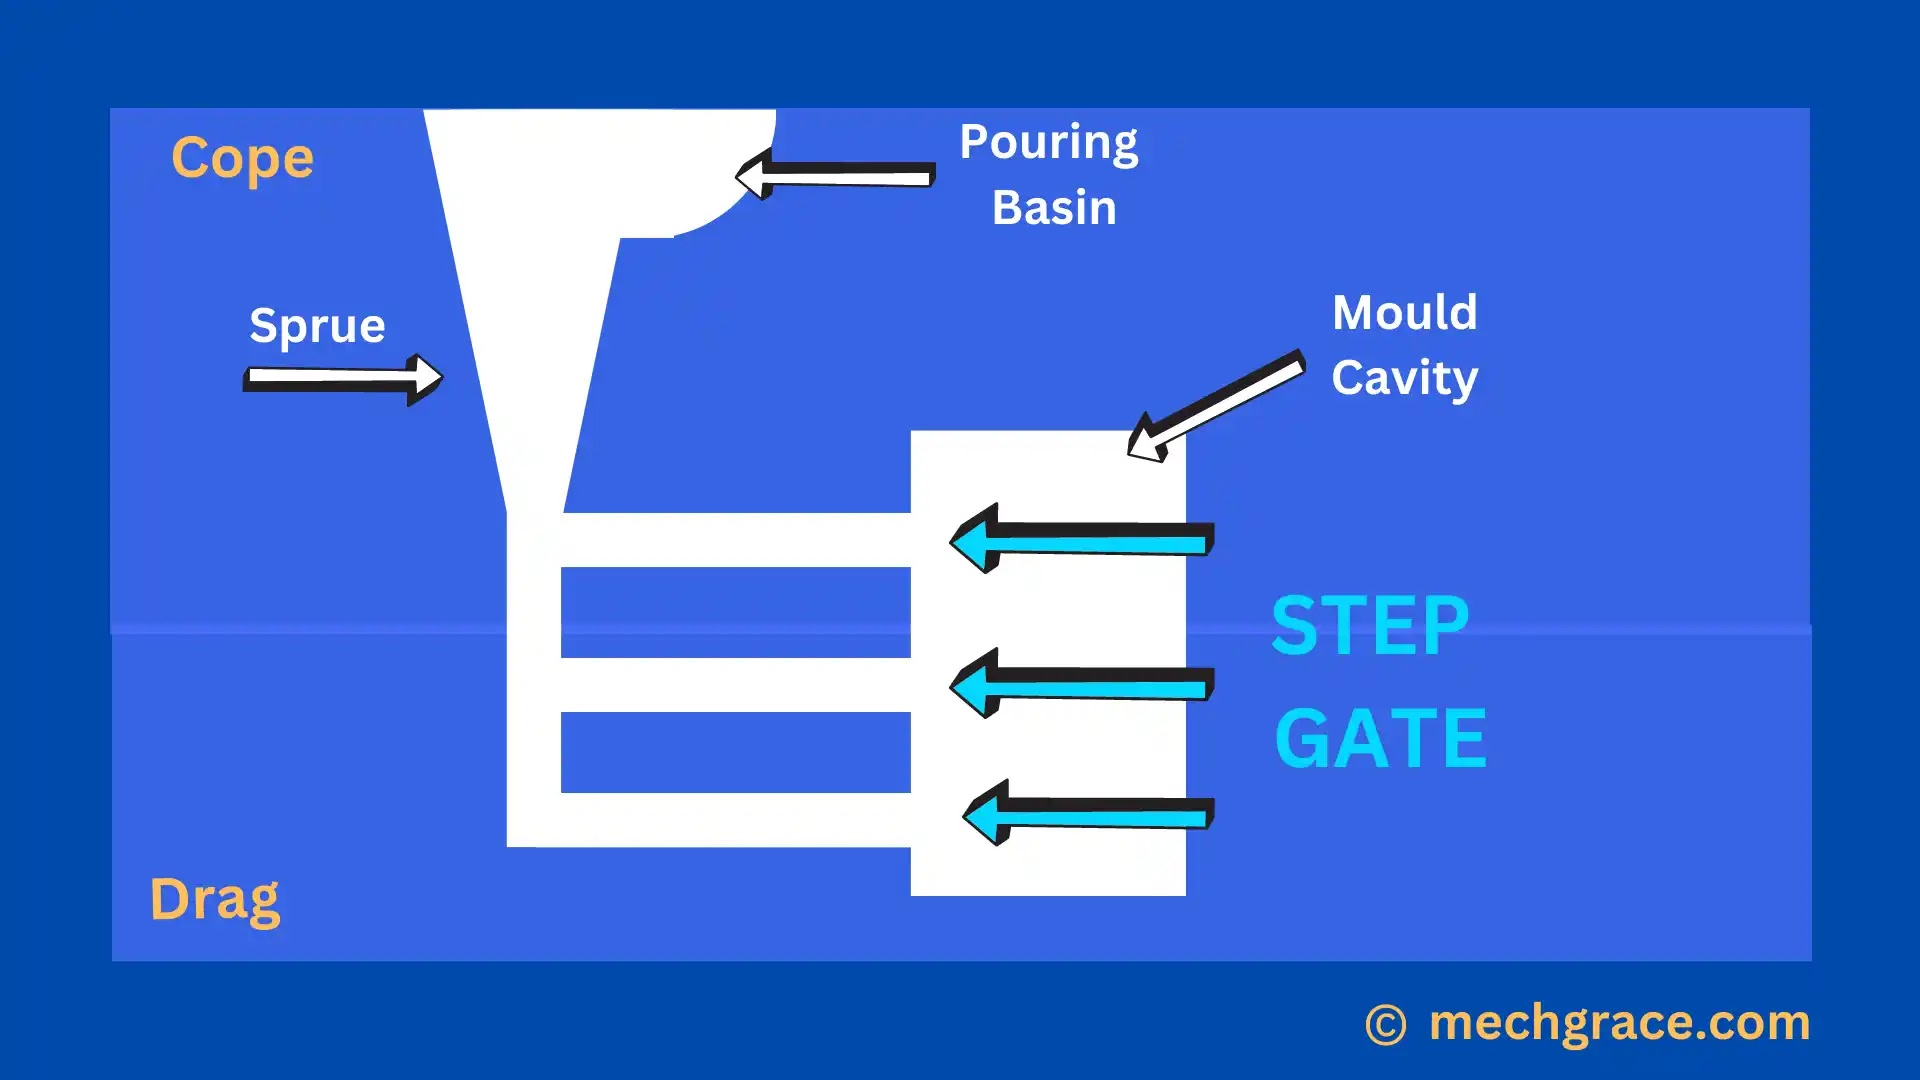 Cope
Pouring
Basin
Sprue
Mould
Cavity
STEP
GATE
Drag
© mechgrace.com